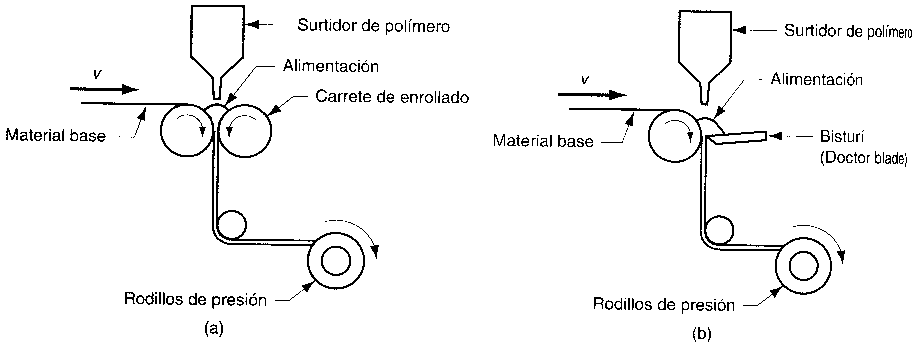 Surtidor de polímero
Alimentación
v
Carrete de enrollado
Material base
Rodillos de presión
(a)
Surtidor de polímero
Alimentación
v
Bisturí
(Doctor blade)
Material base
Rodillos de presión
(b)